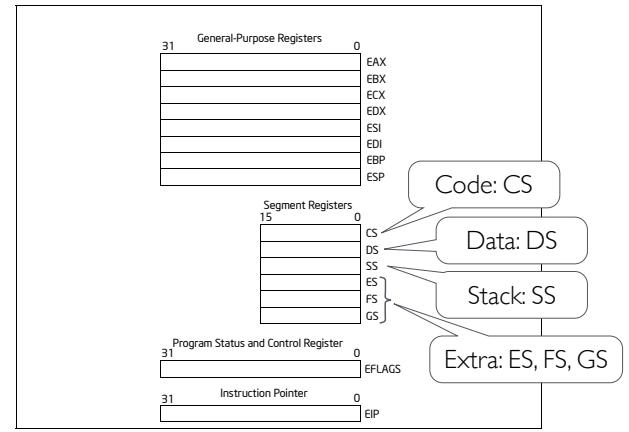 General-Purpose Registers
31 0
EAX
EBX
ECX
EDX
ESI
EDI
EBP
ESP
Segment Registers
15 0
CS
DS
SS
ES
FS
GS
Code: CS
Data: DS
Stack: SS
Extra: ES, FS, GS
Program Status and Control Register
31 0
EFLAGS
Instruction Pointer
31 0
EIP